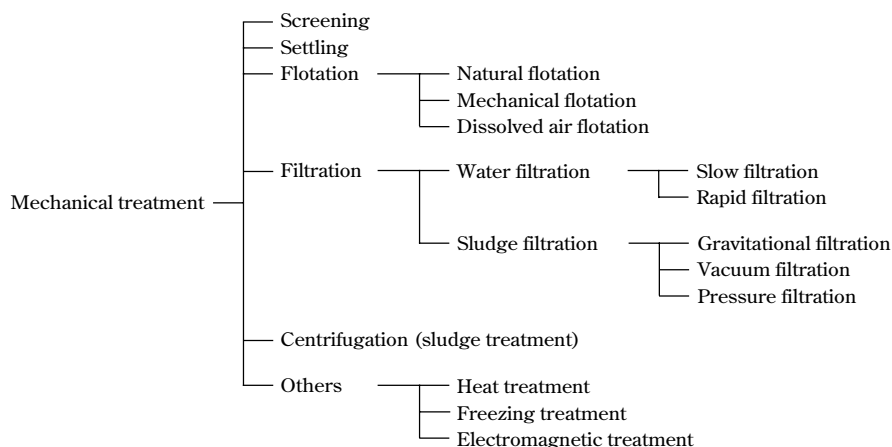 Screening
Settling
Flotation
Natural flotation
Mechanical flotation
Dissolved air flotation
Filtration
Water filtration
Slow filtration
Rapid filtration
Mechanical treatment
Sludge filtration
Gravitational filtration
Vacuum filtration
Pressure filtration
Centrifugation (sludge treatment)
Others
Heat treatment
Freezing treatment
Electromagnetic treatment